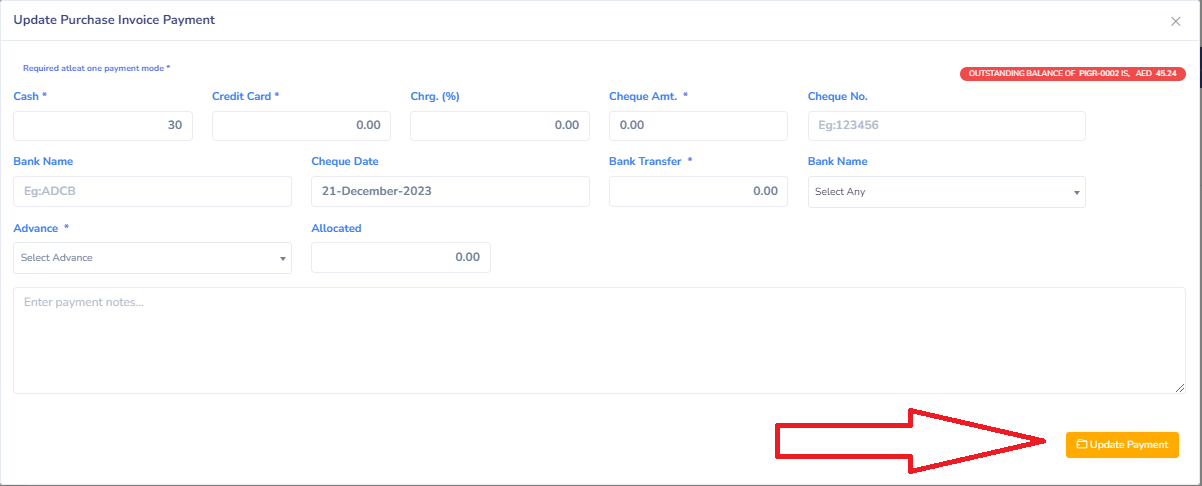 Update Purchase Invoice Payment
Required atleat one payment mode *
OUTSTANDING BALANCE OF PIGR-0002 IS, AED 45.24
Cash * Credit Card * Chrg. (%) Cheque Amt. * Cheque No.
30 0.00 0.00 0.00 Eg:123456
Bank Name Cheque Date Bank Transfer * Bank Name
Eg:ADCB 21-December-2023 0.00 Select Any
Advance * Allocated
Select Advance 0.00
Enter payment notes...
Update Payment